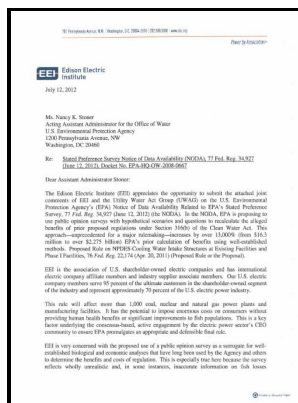 701 Pennsylvania Avenue, N.W. | Washington, D.C. 20004-2696 | 202.508.5000 | www.eei.org
Power by Association®
EEI Edison Electric
Institute
July 12, 2012
Ms. Nancy K. Stoner
Acting Assistant Administrator for the Office of Water
U.S. Environmental Protection Agency
1200 Pennsylvania Avenue, NW
Washington, DC 20460
Re: Stated Preference Survey Notice of Data Availability (NODA), 77 Fed. Reg. 34,927
(June 12, 2012), Docket No. EPA-HQ-OW-2008-0667
Dear Assistant Administrator Stoner:
The Edison Electric Institute (EEI) appreciates the opportunity to submit the attached joint
comments of EEI and the Utility Water Act Group (UWAG) on the U.S. Environmental
Protection Agency's (EPA) Notice of Data Availability Related to EPA's Stated Preference
Survey, 77 Fed. Reg. 34,927 (June 12, 2012) (the NODA). In the NODA, EPA is proposing to
use public opinion surveys with hypothetical scenarios and questions to recalculate the alleged
benefits of prior proposed regulations under Section 316(b) of the Clean Water Act. This
approach—unprecedented for a major rulemaking—increases by over 13,000% (from $16.3
million to over $2.275 billion) EPA's prior calculation of benefits using well-established
methods. Proposed Rule on NPDES-Cooling Water Intake Structures at Existing Facilities and
Phase I Facilities, 76 Fed. Reg. 22,174 (Apr. 20, 2011) (Proposed Rule or the Proposal).
EEI is the association of U.S. shareholder-owned electric companies and has international
electric company affiliate members and industry supplier associate members. Our U.S. electric
company members serve 95 percent of the ultimate customers in the shareholder-owned segment
of the industry and represent approximately 70 percent of the U.S. electric power industry.
This rule will affect more than 1,000 coal, nuclear and natural gas power plants and
manufacturing facilities. It has the potential to impose enormous costs on consumers without
providing human health benefits or significant improvements to fish populations. This is a key
factor underlying the consensus-based, active engagement by the electric power sector's CEO
community to ensure EPA promulgates an appropriate and defensible final rule.
EEI is very concerned with the proposed use of a public opinion survey as a surrogate for well-
established biological and economic analyses that have long been used by the Agency and others
to determine the benefits and costs of regulation. This is especially true here because the survey
reflects wholly unrealistic and, in some instances, inaccurate information on fish losses